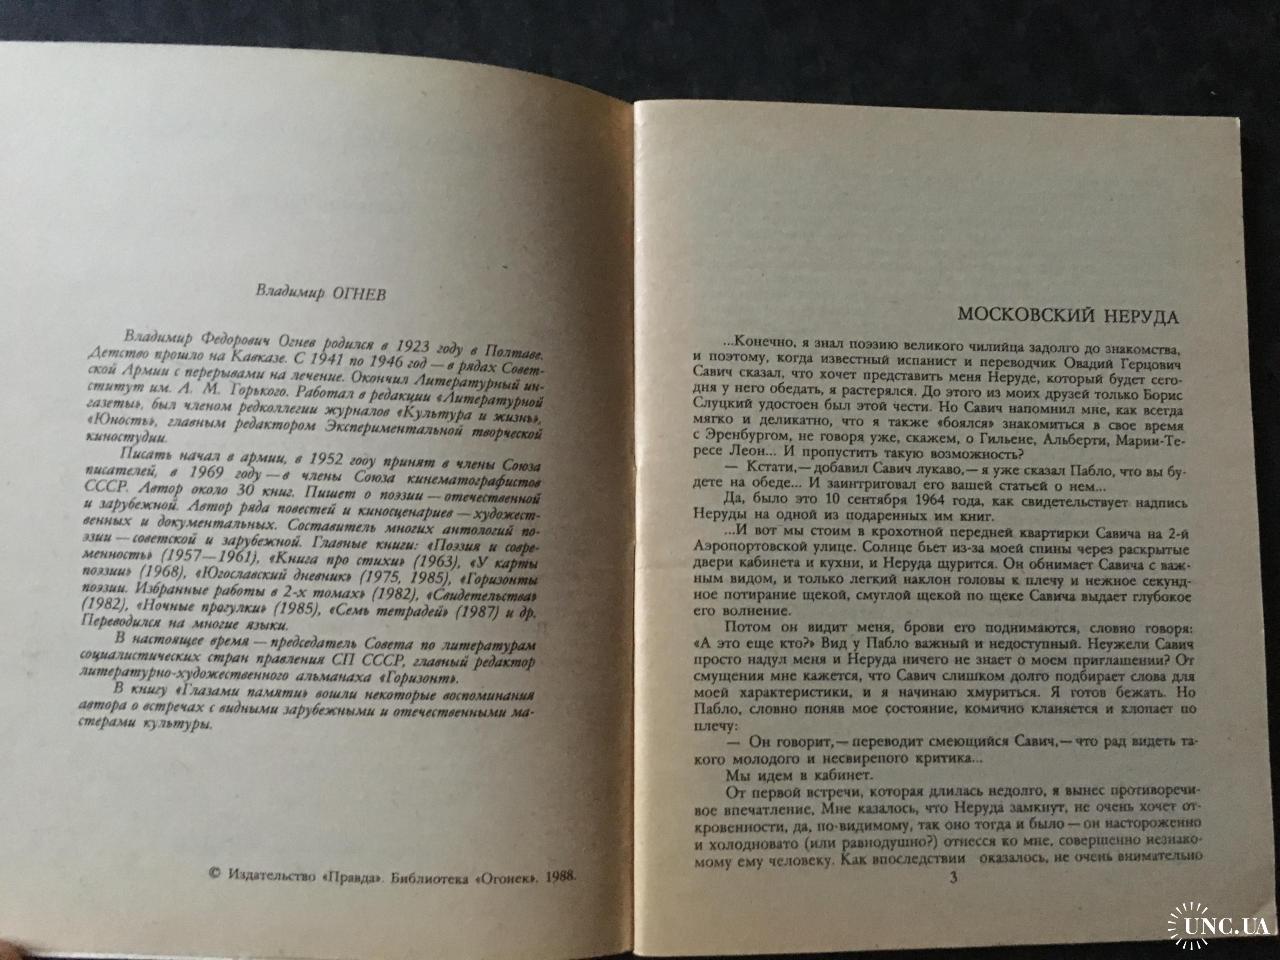 Владимир ОГНЕВ
Владимир Федорович Огнев родился в 1923 году в Полтаве.
Детство прошло на Кавказе. С 1941 по 1946 год — в рядах Совет-
ской Армии с перерывами на лечение. Окончил Литературный ин-
ститут им. А. М. Горького. Работал в редакции «Литературной
газеты», был членом редколлегии журналов «Культура и жизнь»,
«Юность», главным редактором Экспериментальной творческой
киностудии.
Писать начал в армии, в 1952 году принят в члены Союза
писателей, в 1969 году — в члены Союза кинематографистов
СССР. Автор около 30 книг. Пишет о поэзии — отечественной
и зарубежной. Автор ряда повестей и киносценариев — художест-
венных и документальных. Составитель многих антологий по-
эзии — советской и зарубежной. Главные книги: «Поэзия и совре-
менность» (1957—1961), «Книга про стихи» (1963), «У карты
поэзии» (1968), «Югославский дневник» (1975, 1985), «Горизонты
поэзии. Избранные работы в 2-х томах» (1982), «Свидетельства»
(1982), «Ночные прогулки» (1985), «Семь тетрадей» (1987) и др.
Переводился на многие языки.
В настоящее время — председатель Совета по литературам
социалистических стран правления СП СССР, главный редактор
литературно-художественного альманаха «Горизонт».
В книгу «Глазами памяти» вошли некоторые воспоминания
автора о встречах с видными зарубежными и отечественными ма-
стерами культуры.
© Издательство «Правда». Библиотека «Огонек». 1988.
МОСКОВСКИЙ НЕРУДА
...Конечно, я знал поэзию великого чилийца задолго до знакомства,
и поэтому, когда известный испанист и переводчик Овадий Герцович
Савич сказал, что хочет представить меня Неруде, который будет сего-
дня у него обедать, я растерялся. До этого из моих друзей только Борис
Слуцкий удостоен был этой чести. Но Савич напомнил мне, как всегда
мягко и деликатно, что я также «боялся» знакомиться в свое время
с Эренбургом, не говоря уже, скажем, о Гильене, Альберти, Марии-Те-
ресе Леон... И пропустить такую возможность?
— Кстати,— добавил Савич лукаво,— я уже сказал Пабло, что вы бу-
дете на обеде... И заинтриговал его вашей статьей о нем...
Да, было это 10 сентября 1964 года, как свидетельствует надпись
Неруды на одной из подаренных им книг.
...И вот мы стоим в крохотной передней квартирки Савича на 2-й
Аэропортовской улице. Солнце бьет из-за моей спины через раскрытые
двери кабинета и кухни, и Неруда щурится. Он обнимает Савича с важ-
ным видом, и только легкий наклон головы к плечу и нежное секунд-
ное потирание щекой, смуглой щекой по щеке Савича выдает глубокое
его волнение.
Потом он видит меня, брови его поднимаются, словно говоря:
«А это еще кто?» Вид у Пабло важный и недоступный. Неужели Савич
просто надул меня и Неруда ничего не знает о моем приглашении? От
смущения мне кажется, что Савич слишком долго подбирает слова для
моей характеристики, и я начинаю хмуриться. Я готов бежать. Но
Пабло, словно поняв мое состояние, комично кланяется и хлопает по
плечу:
— Он говорит,— переводит смеющийся Савич,— что рад видеть та-
кого молодого и несвирепого критика...
Мы идем в кабинет.
От первой встречи, которая длилась недолго, я вынес противоречи-
вое впечатление. Мне казалось, что Неруда замкнут, не очень хочет от-
кровенности, да, по-видимому, так оно тогда и было — он настороженно
и холодновато (или равнодушно?) отнесся ко мне, совершенно незнако-
мому ему человеку. Как впоследствии оказалось, не очень внимательно
3
UNC.UA